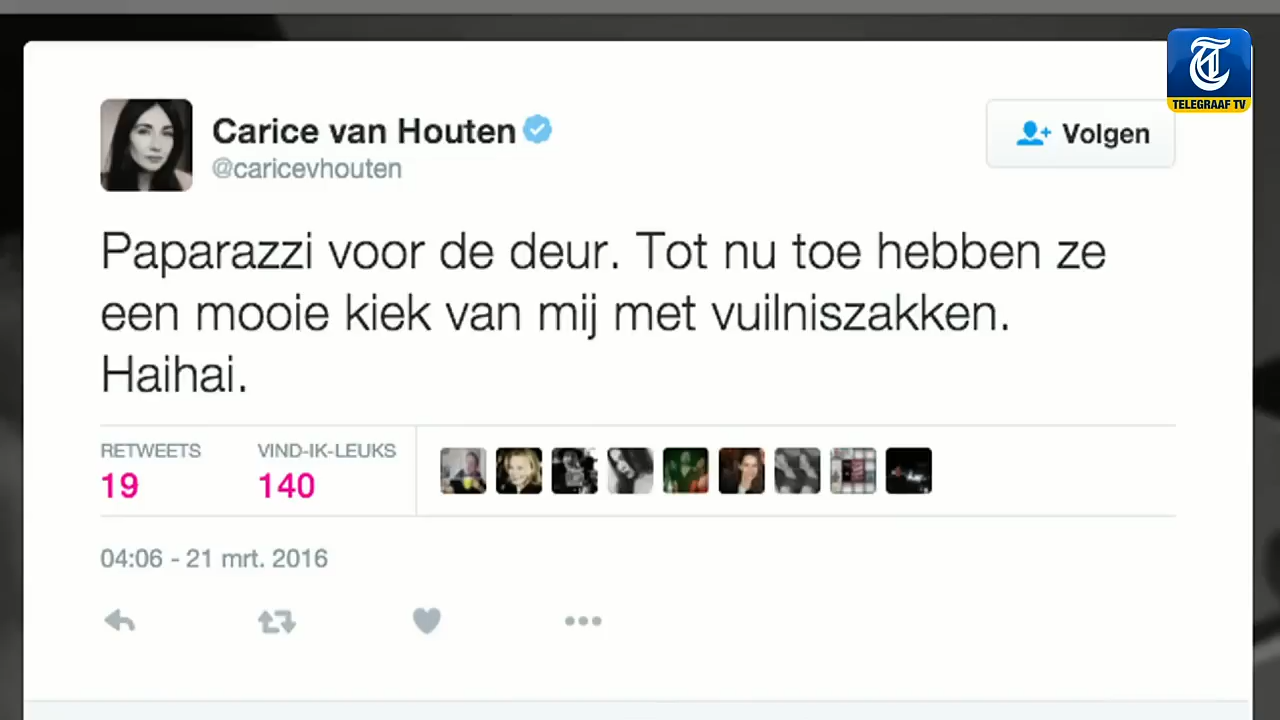 TELEGRAAF TV
Carice van Houten
@caricevhouten
Volgen
Paparazzi voor de deur. Tot nu toe hebben ze
een mooie kiek van mij met vuilniszakken.
Haihai.
RETWEETS VIND-IK-LEUKS
19 140
04:06 - 21 mrt. 2016